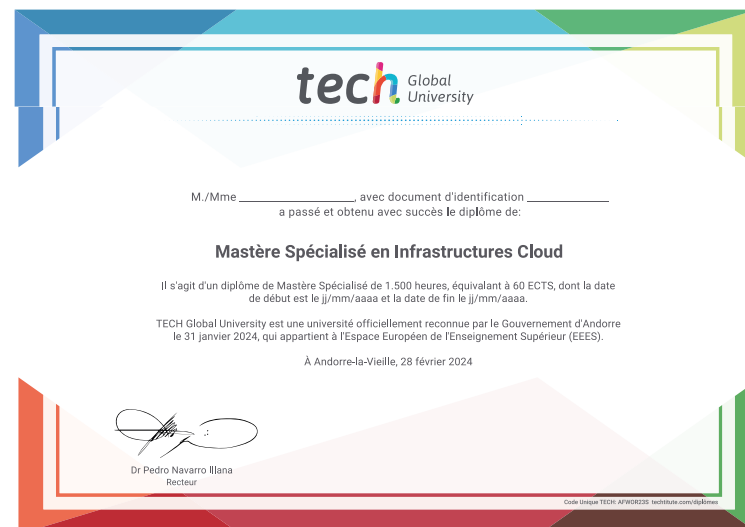 tech Global
University
M./Mme ____________________, avec document d'identification ______________
a passé et obtenu avec succès le diplôme de:
Mastère Spécialisé en Infrastructures Cloud
Il s'agit d'un diplôme de Mastère Spécialisé de 1.500 heures, équivalant à 60 ECTS, dont la date
de début est le jj/mm/aaaa et la date de fin le jj/mm/aaaa.
TECH Global University est une université officiellement reconnue par le Gouvernement d'Andorre
le 31 janvier 2024, qui appartient à l'Espace Européen de l'Enseignement Supérieur (EEES).
À Andorre-la-Vieille, 28 février 2024
Dr Pedro Navarro Illana
Recteur
Code Unique TECH: AFWOR23S techtitute.com/diplômes